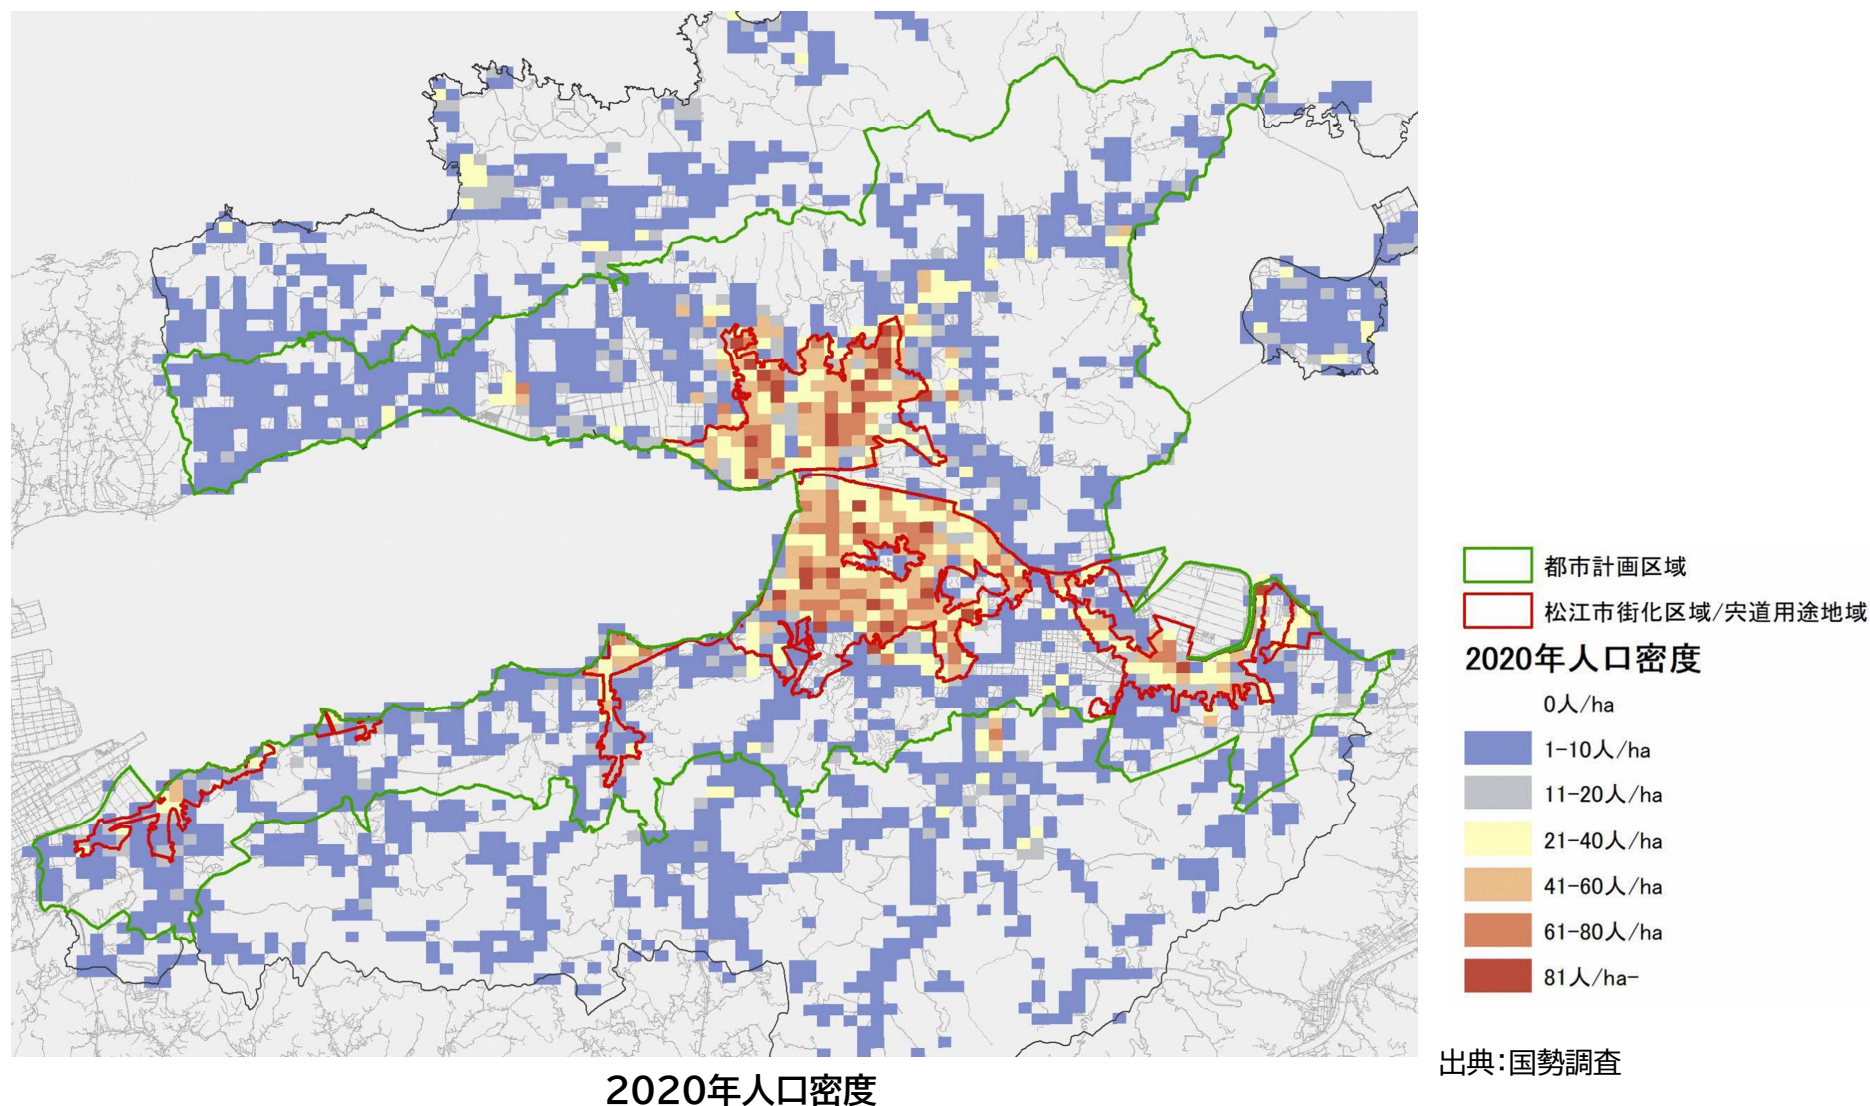 都市計画区域
松江市街化区域/宍道用途地域
2020年人口密度
0人/ha
1-10人/ha
11-20人/ha
21-40人/ha
41-60人/ha
61-80人/ha
81人/ha-
出典:国勢調査
2020年人口密度